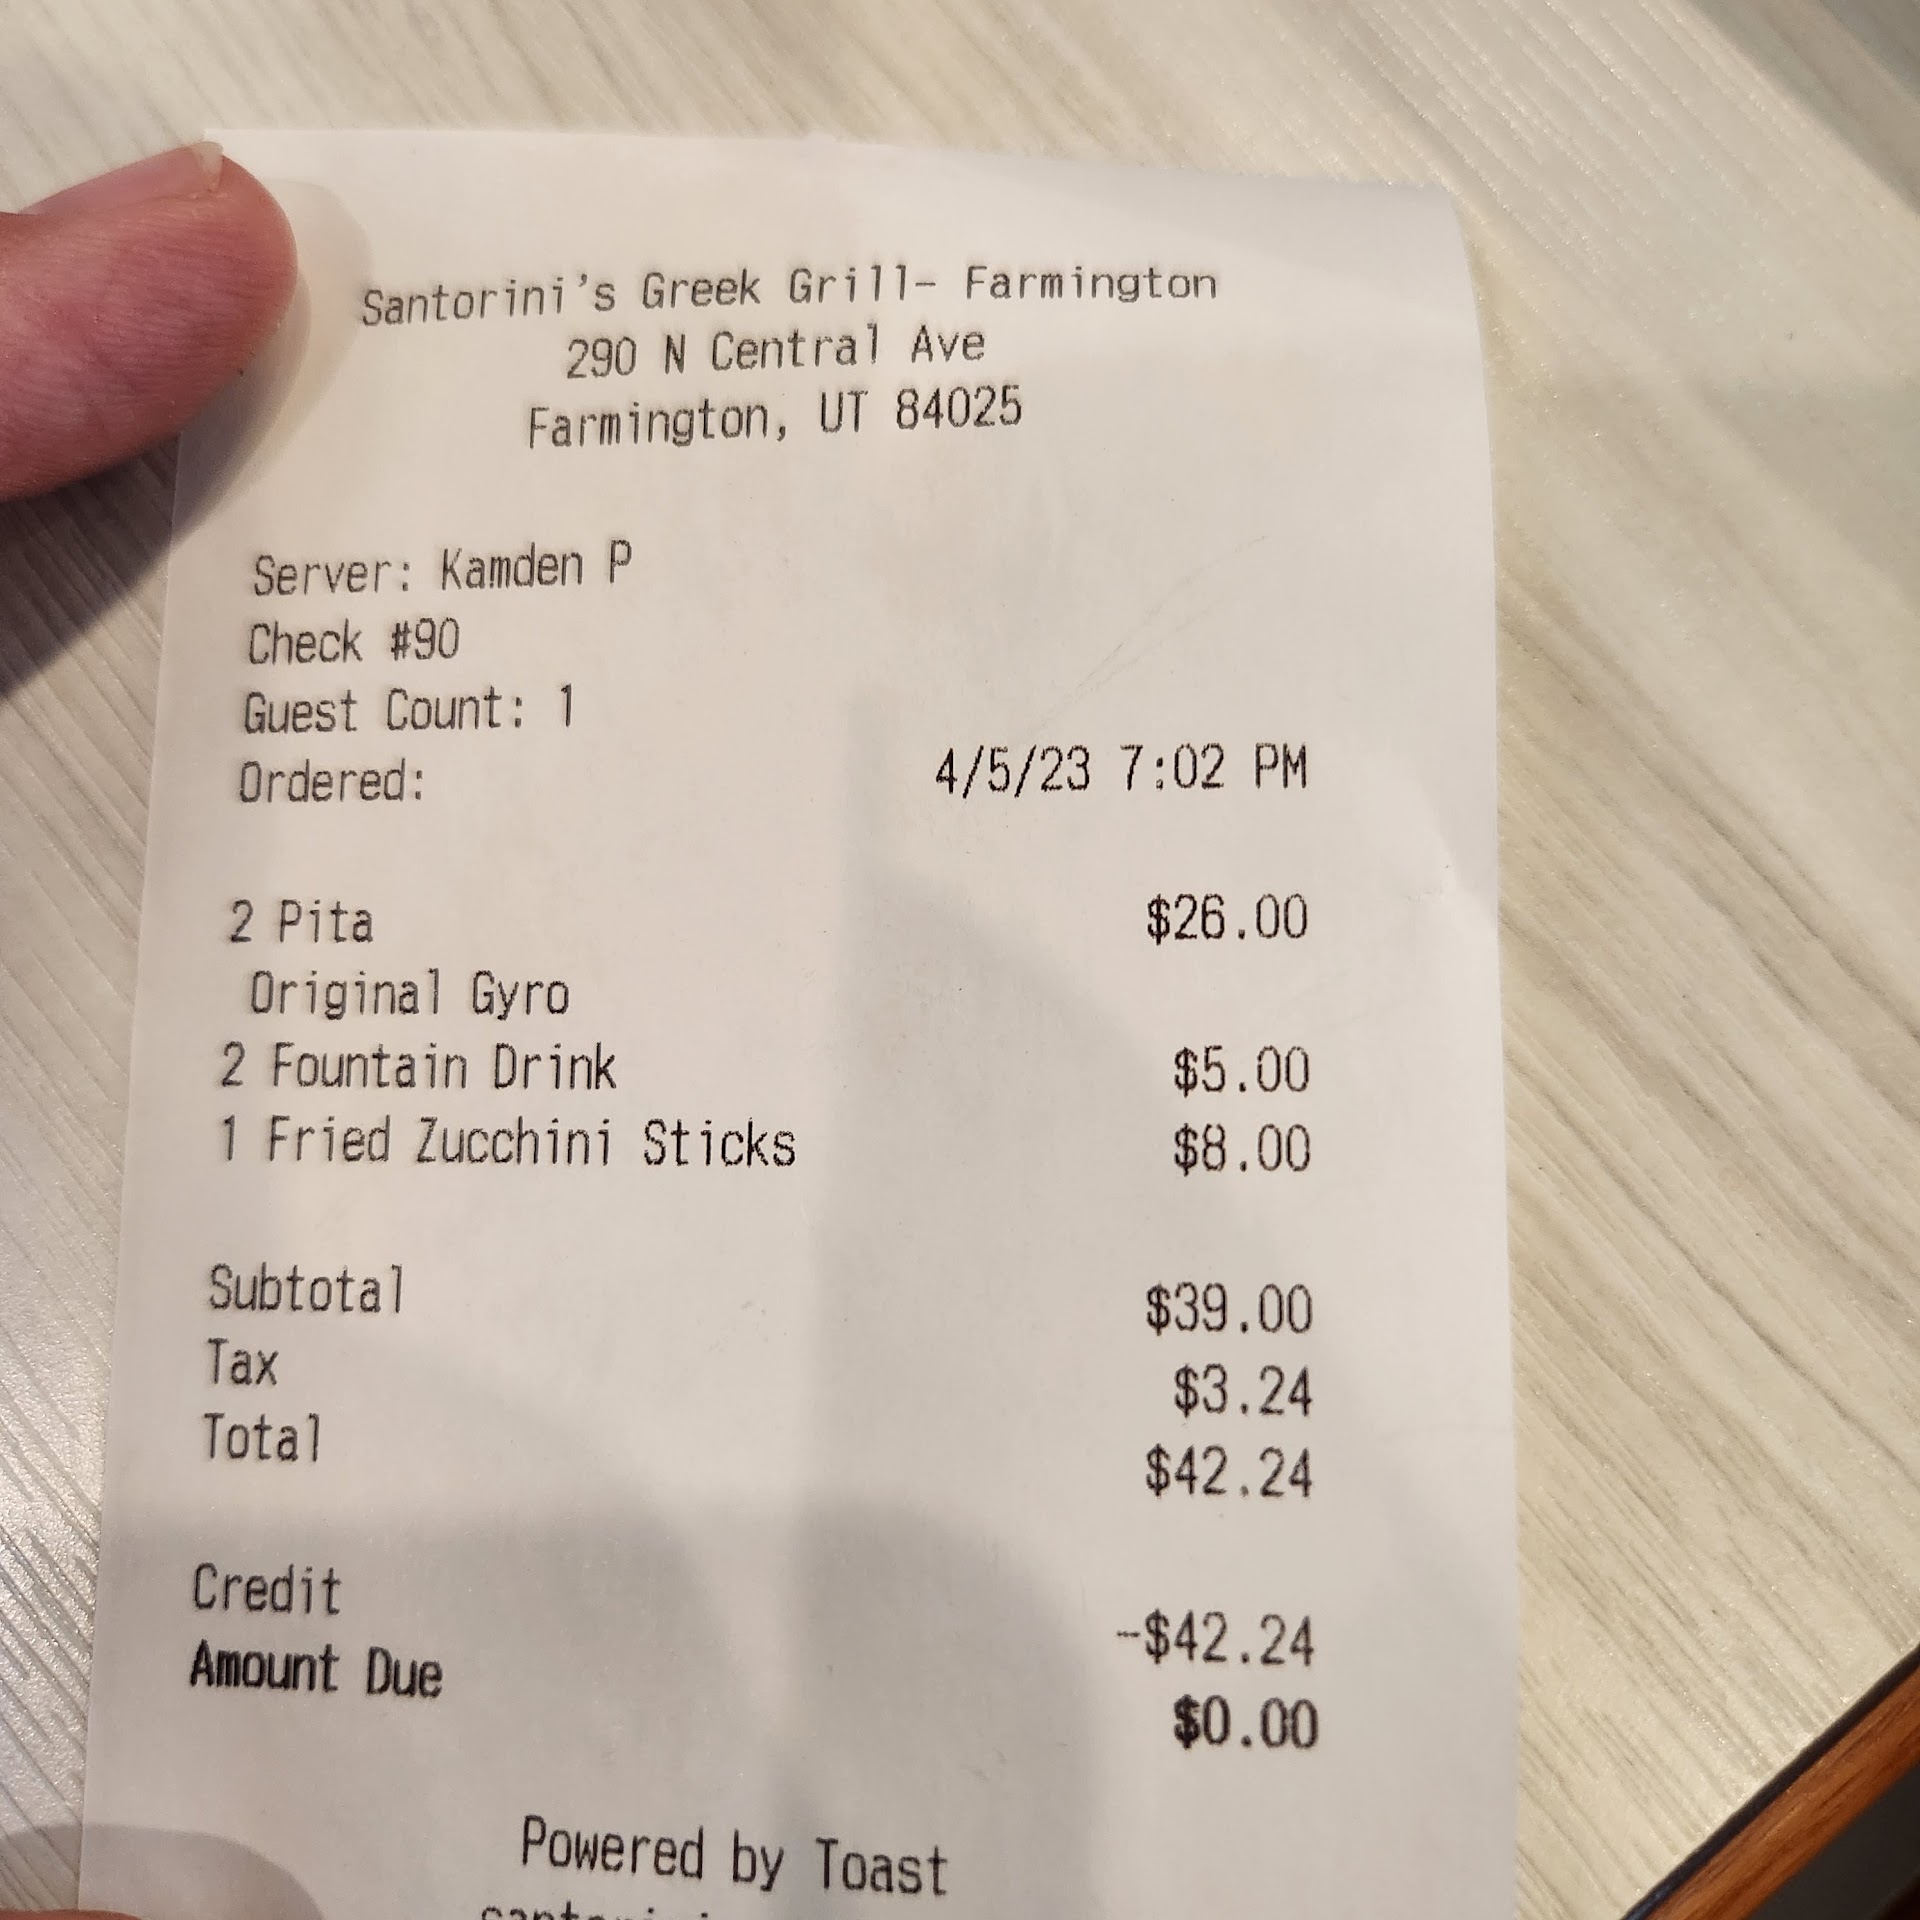 Santorini's Greek Grill- Farmington
290 N Central Ave
Farmington, UT 84025
Server: Kamden P
Check #90
Guest Count: 1
Ordered: 4/5/23 7:02 PM
2 Pita $26.00
Original Gyro
2 Fountain Drink $5.00
1 Fried Zucchini Sticks $8.00
Subtotal $39.00
Tax $3.24
Total $42.24
Credit -$42.24
Amount Due $0.00
Powered by Toast